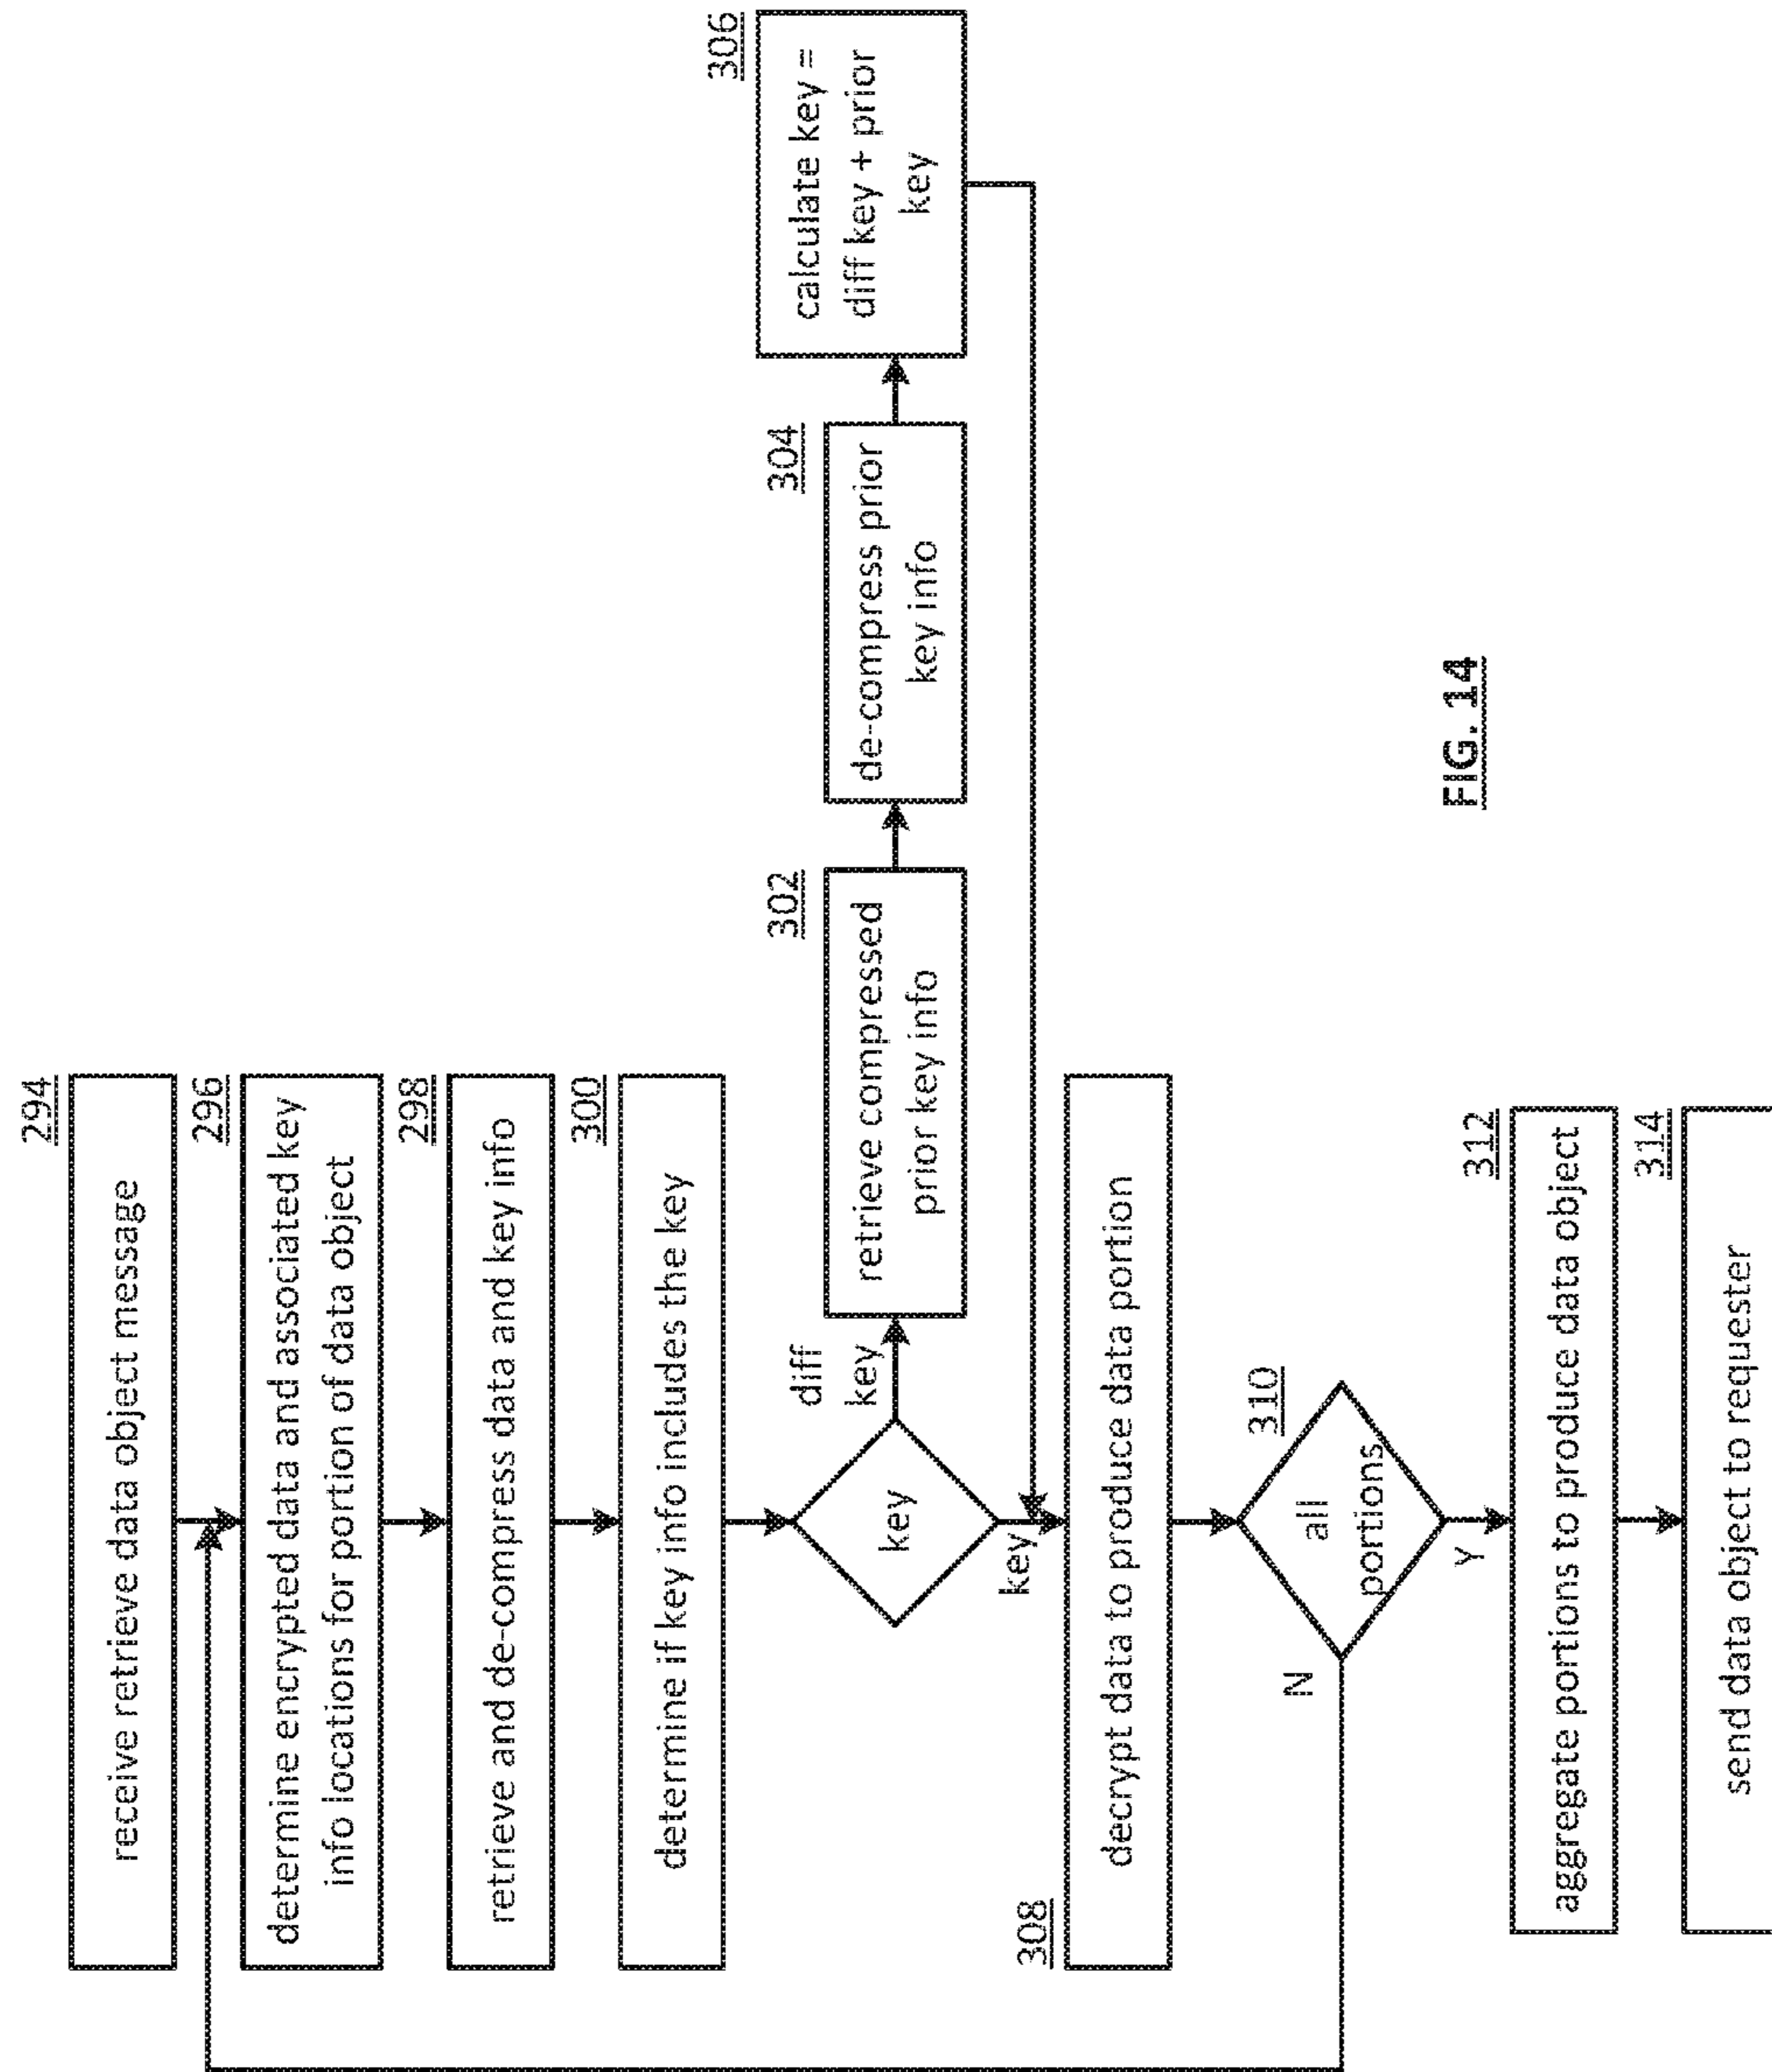 294
receive retrieve data object message
296
determine encrypted data and associated key
info locations for portion of data object
298
retrieve and de-compress data and key info
300
determine if key info includes the key
key
diff
key
key
302
retrieve compressed
prior key info
304
de-compress prior
key info
306
calculate key =
diff key + prior
key
308
decrypt data to produce data portion
310
all
portions
N
Y
312
aggregate portions to produce data object
314
send data object to requester
FIG. 14